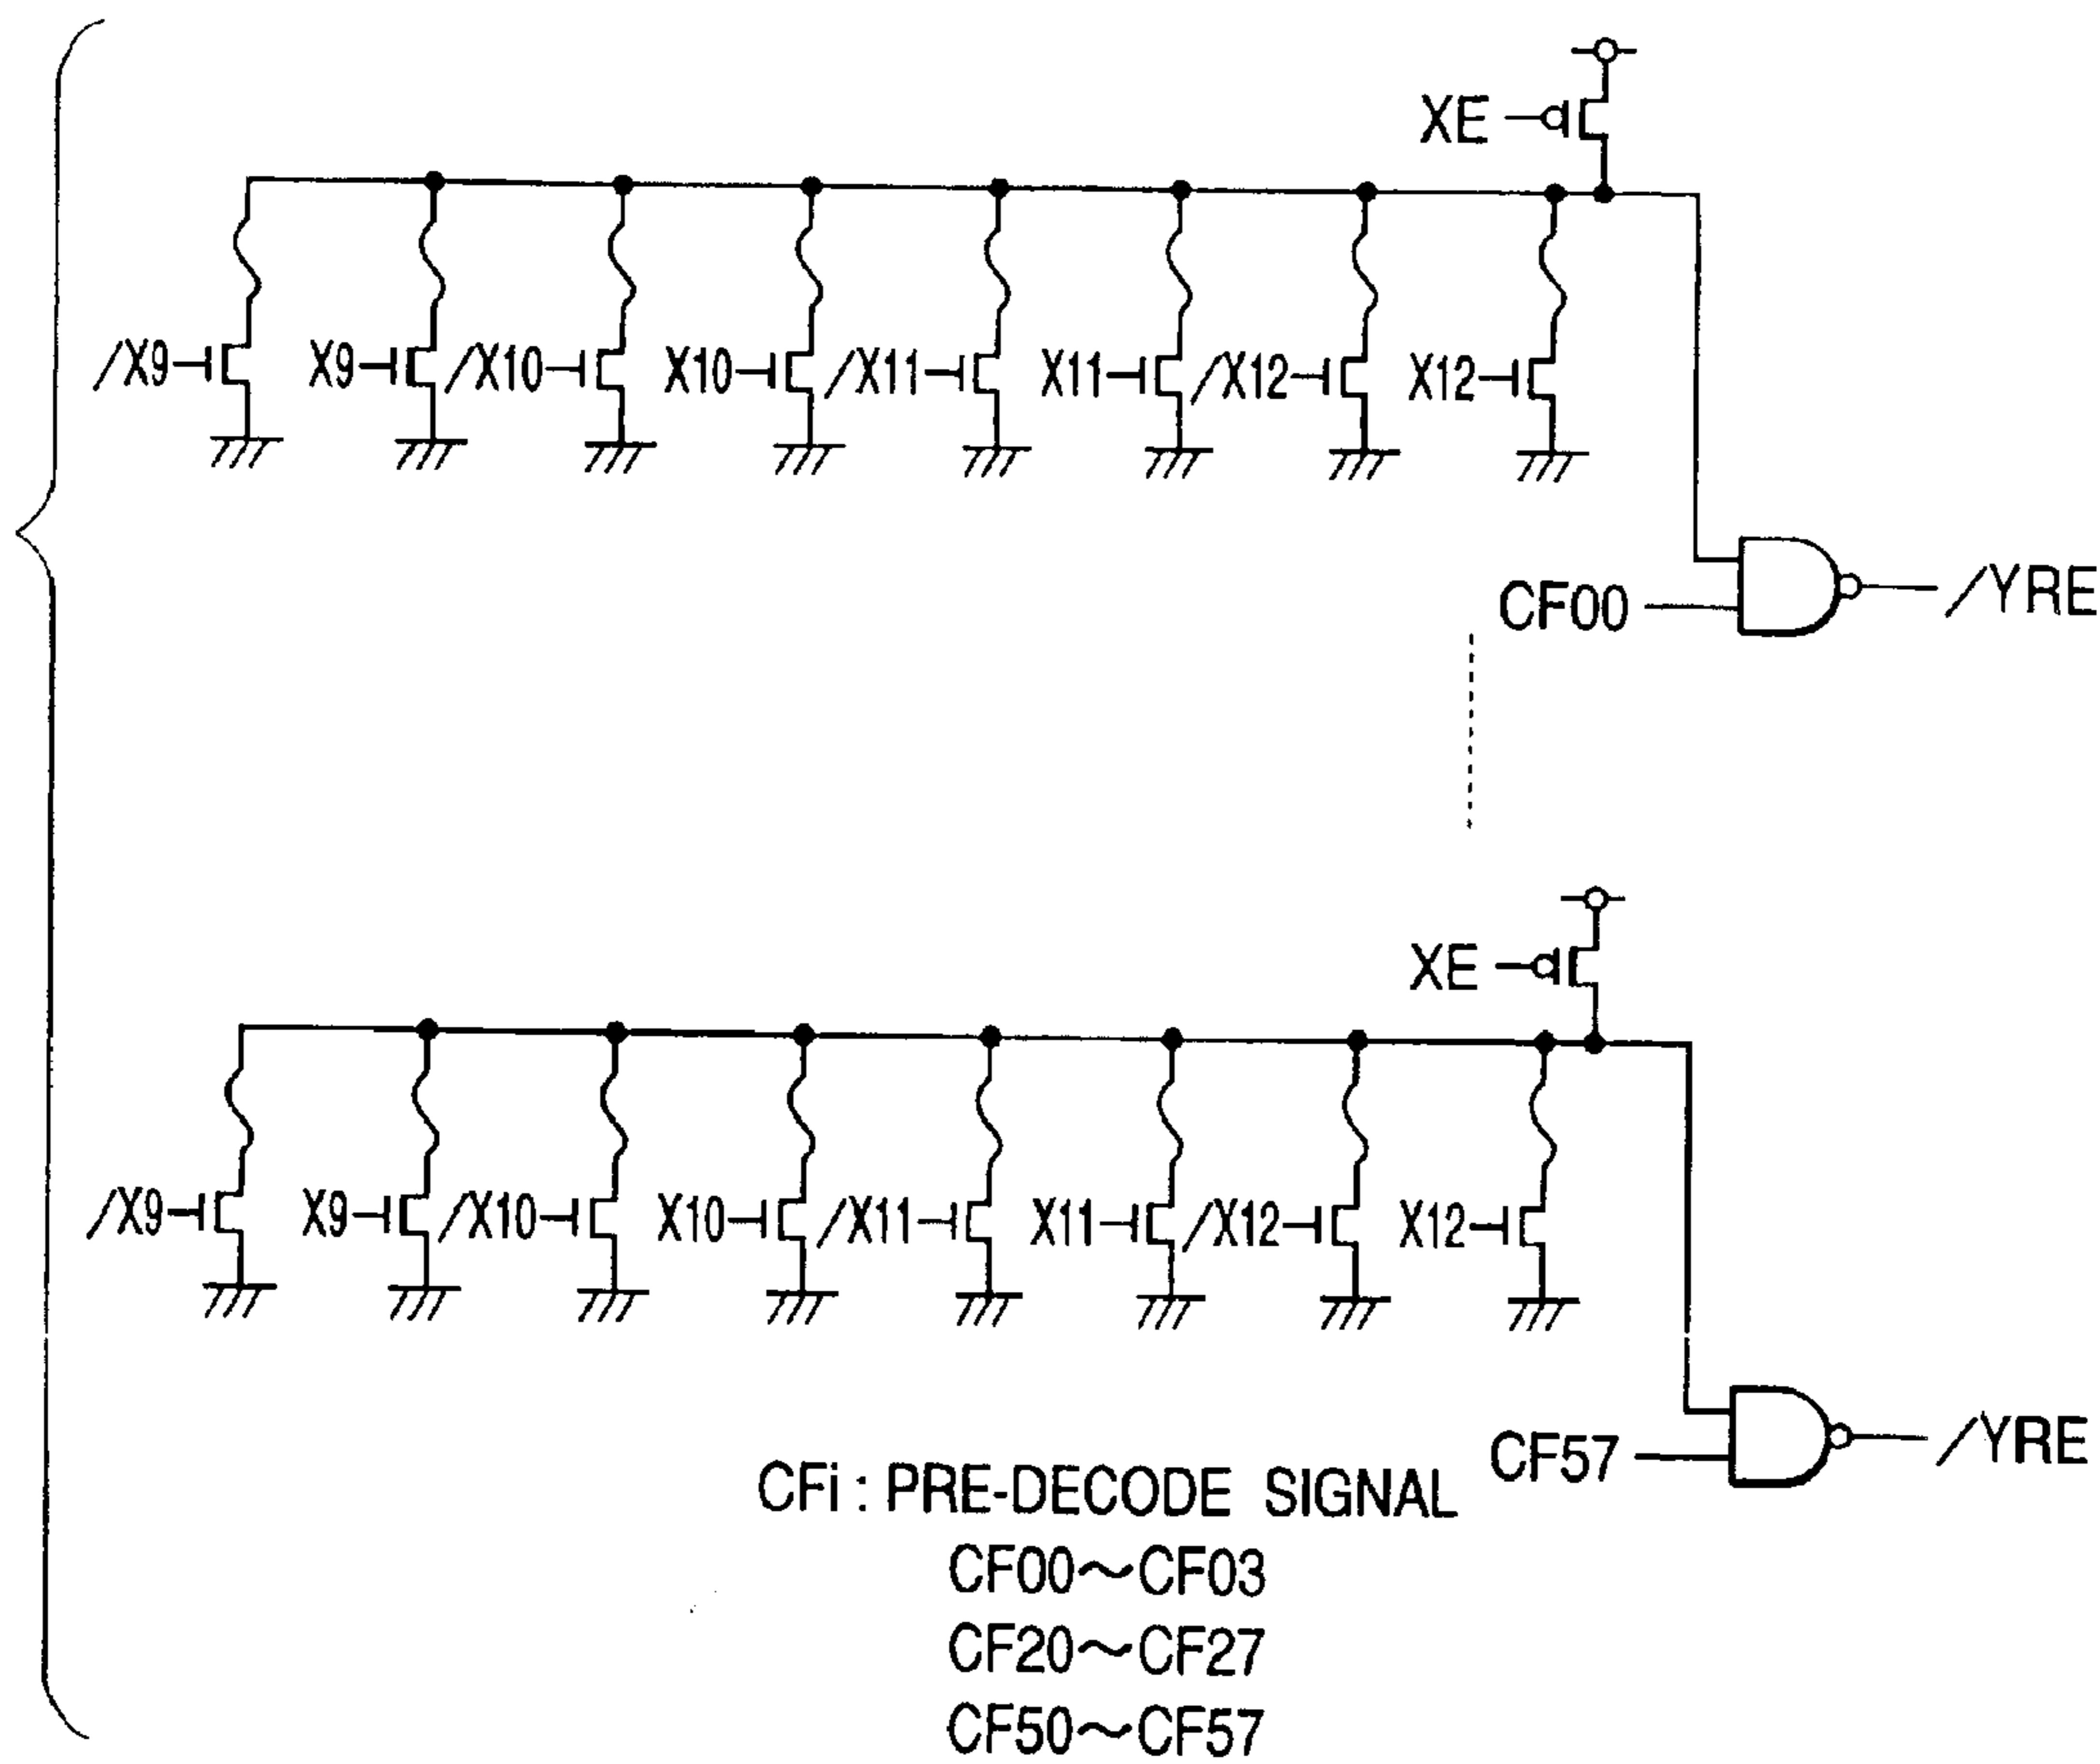 XE
/X9 X9 /X10 X10 /X11 X11 /X12 X12
CF00 /YRE
XE
/X9 X9 /X10 X10 /X11 X11 /X12 X12
CF57 /YRE
CFi : PRE-DECODE SIGNAL
CF00～CF03
CF20～CF27
CF50～CF57